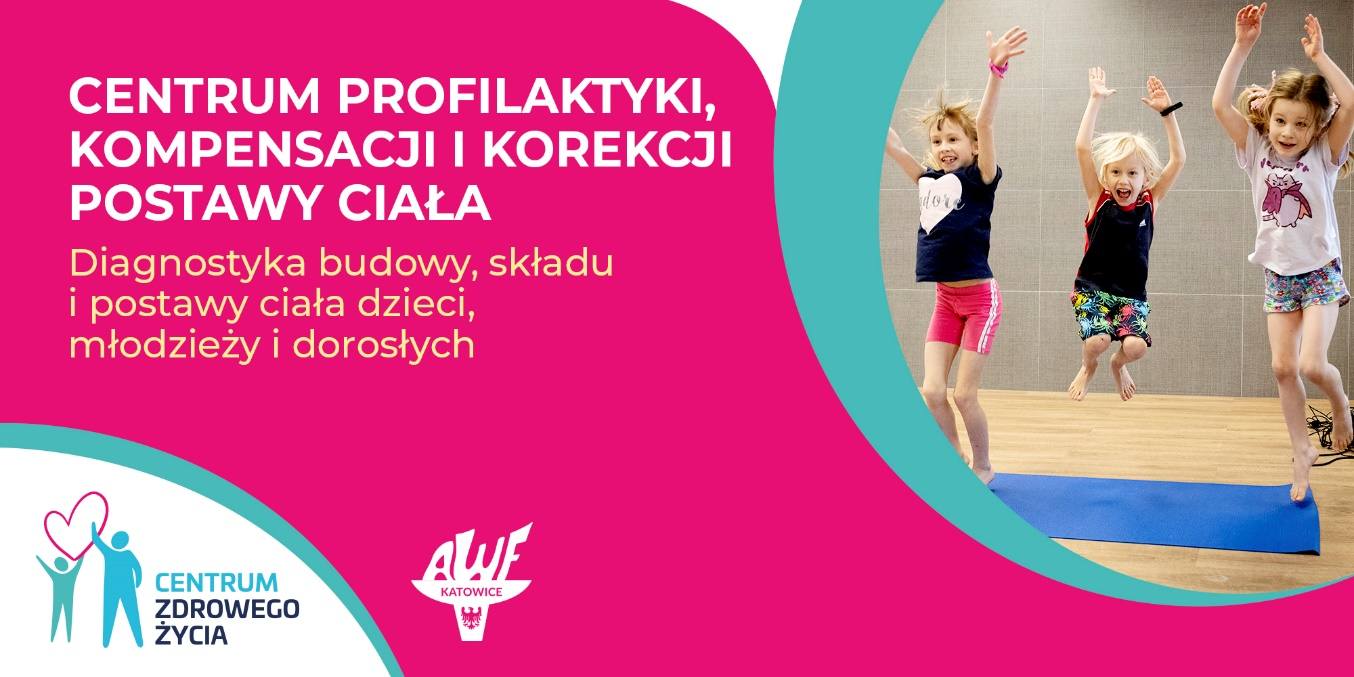 CENTRUM PROFILAKTYKI,
KOMPENSACJI I KOREKCJI
POSTAWY CIAŁA
Diagnostyka budowy, składu
i postawy ciała dzieci,
młodzieży i dorosłych
CENTRUM
ZDROWEGO
ŻYCIA
AWF
KATOWICE